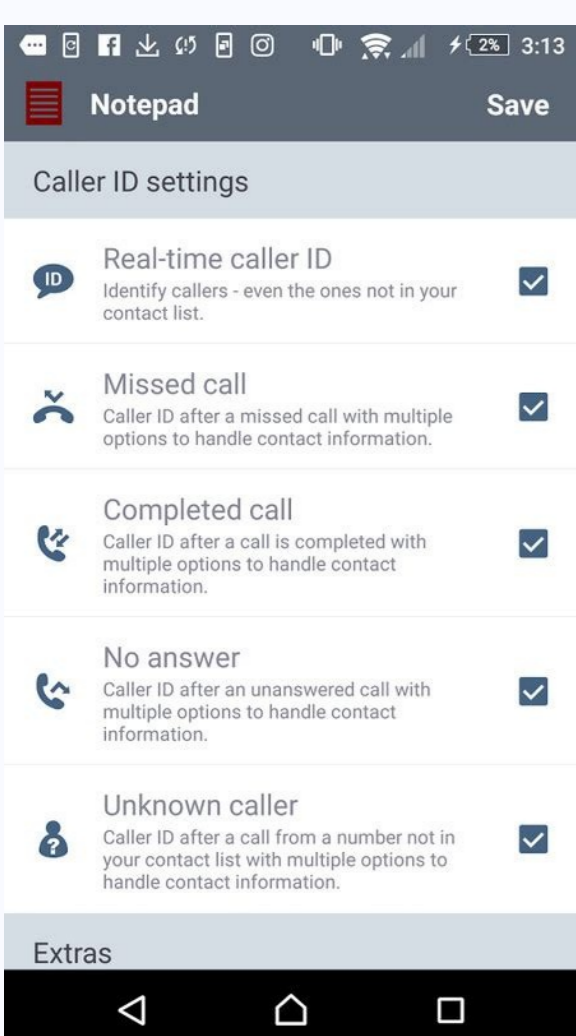 2% 3:13
Notepad Save
Caller ID settings
ID
Real-time caller ID
Identify callers - even the ones not in your
contact list.
Missed call
Caller ID after a missed call with multiple
options to handle contact information.
Completed call
Caller ID after a call is completed with
multiple options to handle contact
information.
No answer
Caller ID after an unanswered call with
multiple options to handle contact
information.
Unknown caller
Caller ID after a call from a number not in
your contact list with multiple options to
handle contact information.
Extras